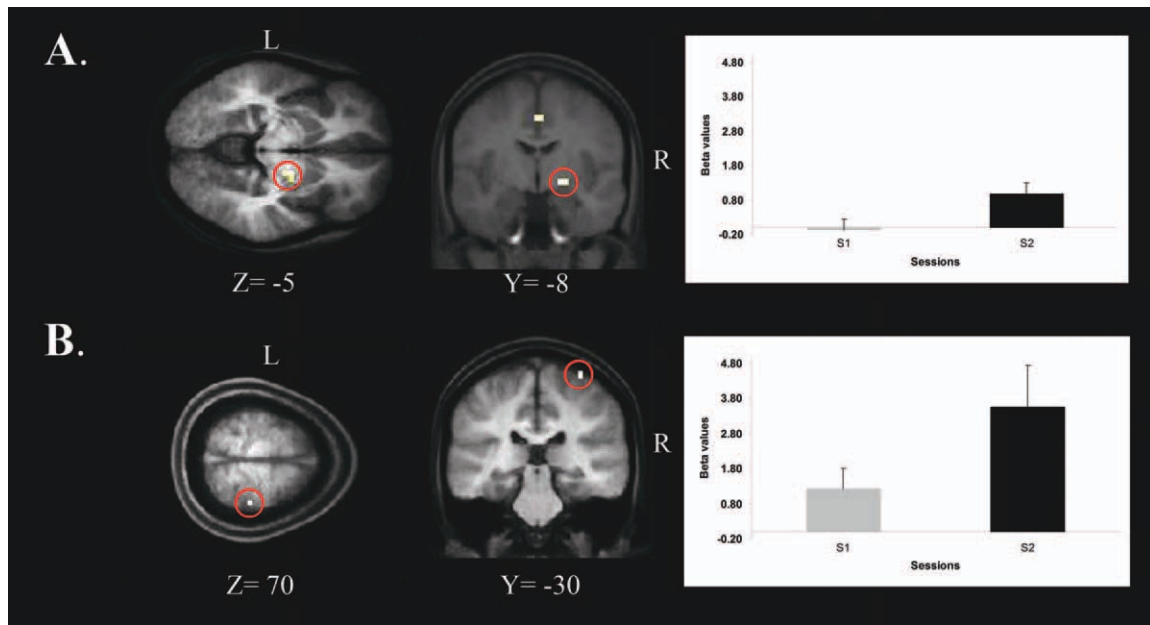 A.
L
R
Z= -5
Y= -8
4.80
3.80
2.80
1.80
0.80
-0.20
Beta values
S1
S2
Sessions
B.
L
R
Z= 70
Y= -30
4.80
3.80
2.80
1.80
0.80
-0.20
Beta values
S1
S2
Sessions